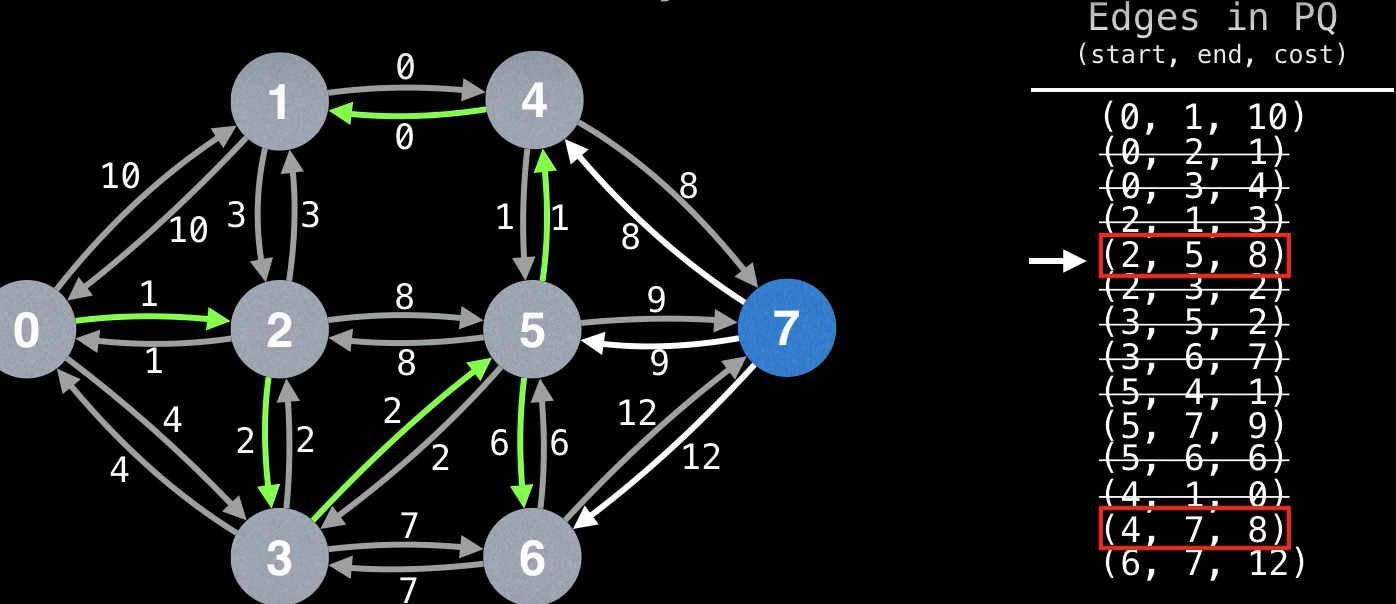 Edges in PQ
(start, end, cost)
(0, 1, 10)
(0, 2, 1)
(0, 3, 4)
(2, 1, 3)
(2, 5, 8)
(2, 3, 2)
(3, 5, 2)
(3, 6, 7)
(5, 4, 1)
(5, 7, 9)
(5, 6, 6)
(4, 1, 0)
(4, 7, 8)
(6, 7, 12)
0
1 4
0
10 8
10 3 3 1 1 8
1 8 9
0 2 5 7
1 8 9
4 2 2 2 2 6 6 12 12
4
7
3 6
7